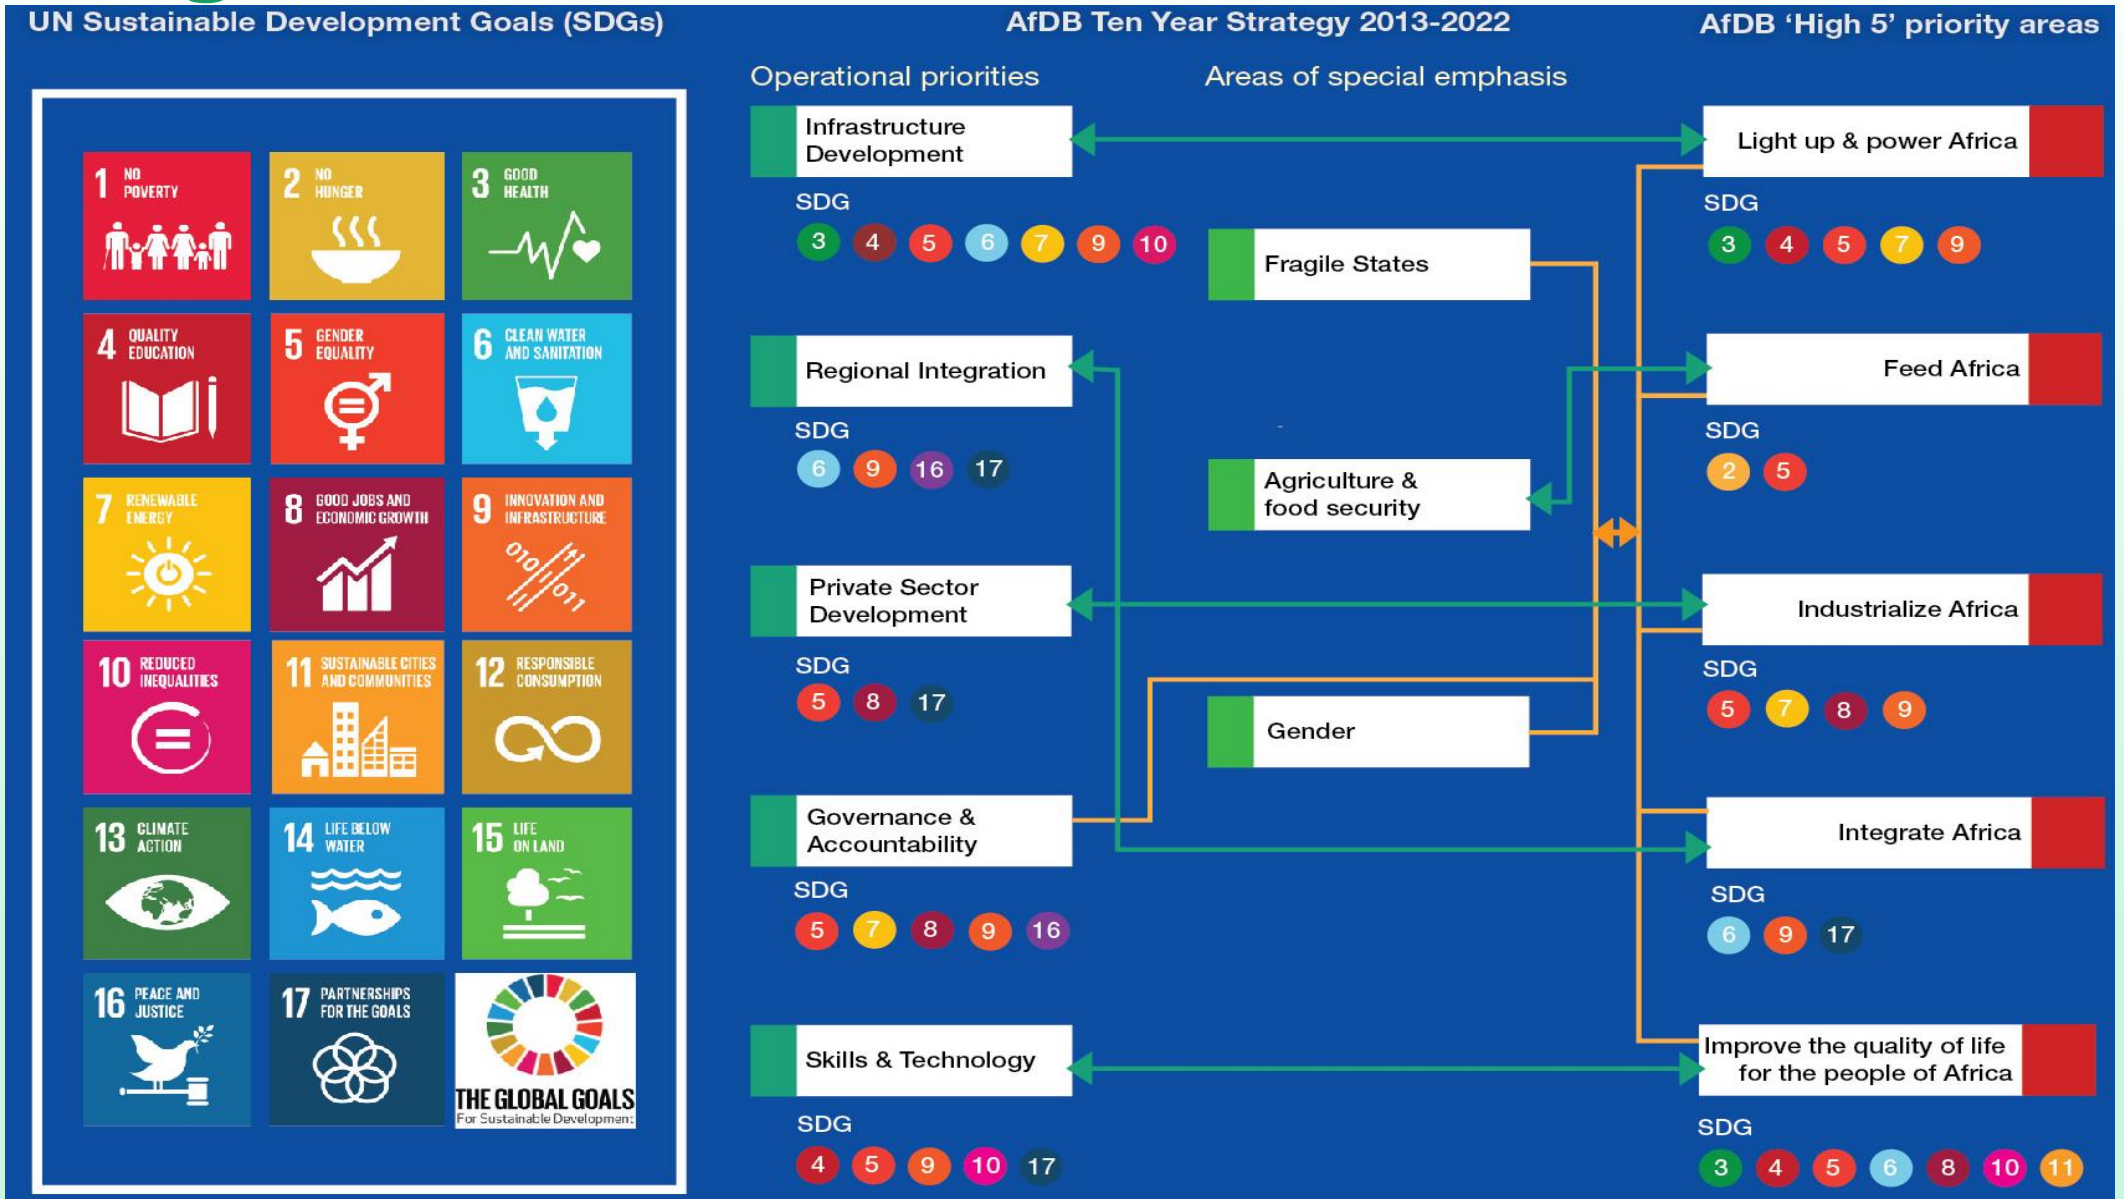 UN Sustainable Development Goals (SDGs)
AfDB Ten Year Strategy 2013-2022
AfDB ‘High 5’ priority areas
1 NO
POVERTY
2 NO
HUNGER
3 GOOD
HEALTH
4 QUALITY
EDUCATION
5 GENDER
EQUALITY
6 CLEAN WATER
AND SANITATION
7 RENEWABLE
ENERGY
8 GOOD JOBS AND
ECONOMIC GROWTH
9 INNOVATION AND
INFRASTRUCTURE
010
011
10 REDUCED
INEQUALITIES
11 SUSTAINABLE CITIES
AND COMMUNITIES
12 RESPONSIBLE
CONSUMPTION
13 CLIMATE
ACTION
14 LIFE BELOW
WATER
15 LIFE
ON LAND
16 PEACE AND
JUSTICE
17 PARTNERSHIPS
FOR THE GOALS
THE GLOBAL GOALS
For Sustainable Development
Operational priorities
Infrastructure
Development
SDG
3 4 5 6 7 9 10
Regional Integration
SDG
6 9 16 17
Private Sector
Development
SDG
5 8 17
Governance &
Accountability
SDG
5 7 8 9 16
Skills & Technology
SDG
4 5 9 10 17
Areas of special emphasis
Fragile States
Agriculture &
food security
Gender
Light up & power Africa
SDG
3 4 5 7 9
Feed Africa
SDG
2 5
Industrialize Africa
SDG
5 7 8 9
Integrate Africa
SDG
6 9 17
Improve the quality of life
for the people of Africa
SDG
3 4 5 6 8 10 11